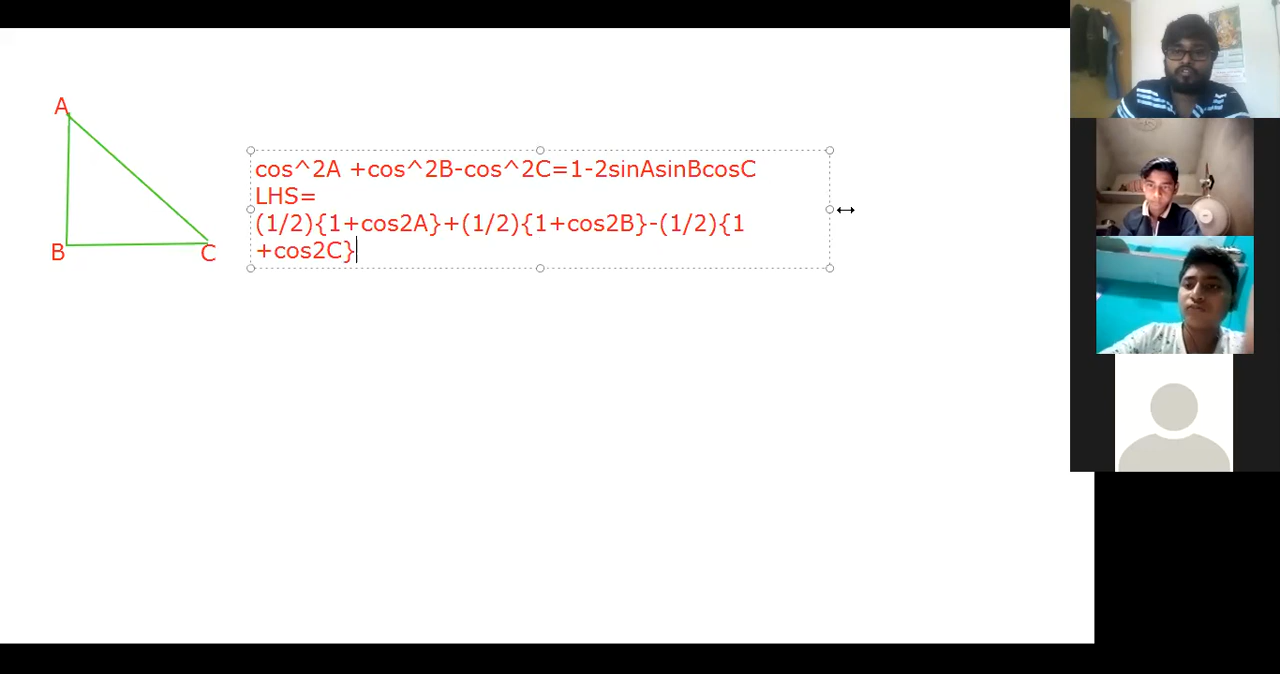 A
B
C
cos^2A +cos^2B-cos^2C=1-2sinAsinBcosC
LHS=
(1/2){1+cos2A}+(1/2){1+cos2B}-(1/2){1
+cos2C}